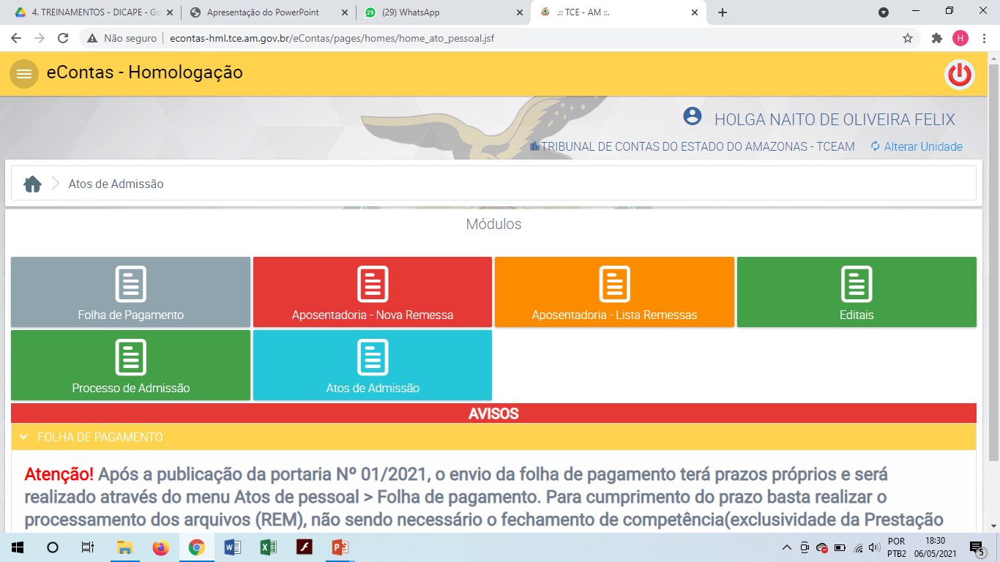 4. TREINAMENTOS - DICAPE - Go
Apresentação do PowerPoint
29
(29) WhatsApp
.:: TCE - AM ::.
Não seguro
econtas-hml.tce.am.gov.br/eContas/pages/homes/home_ato_pessoal.jsf
H
eContas - Homologação
HOLGA NAITO DE OLIVEIRA FELIX
TRIBUNAL DE CONTAS DO ESTADO DO AMAZONAS - TCEAM
Alterar Unidade
Atos de Admissão
Módulos
Folha de Pagamento
Aposentadoria - Nova Remessa
Aposentadoria - Lista Remessas
Editais
Processo de Admissão
Atos de Admissão
AVISOS
FOLHA DE PAGAMENTO
Atenção! Após a publicação da portaria Nº 01/2021, o envio da folha de pagamento terá prazos próprios e será
realizado através do menu Atos de pessoal > Folha de pagamento. Para cumprimento do prazo basta realizar o
processamento dos arquivos (REM), não sendo necessário o fechamento de competência(exclusividade da Prestação
POR
PTB2
18:30
06/05/2021
5